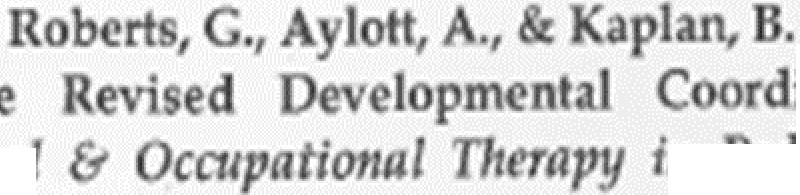 Roberts, G., Aylott, A., & Kaplan, B.
Revised Developmental
& Occupational Therapy